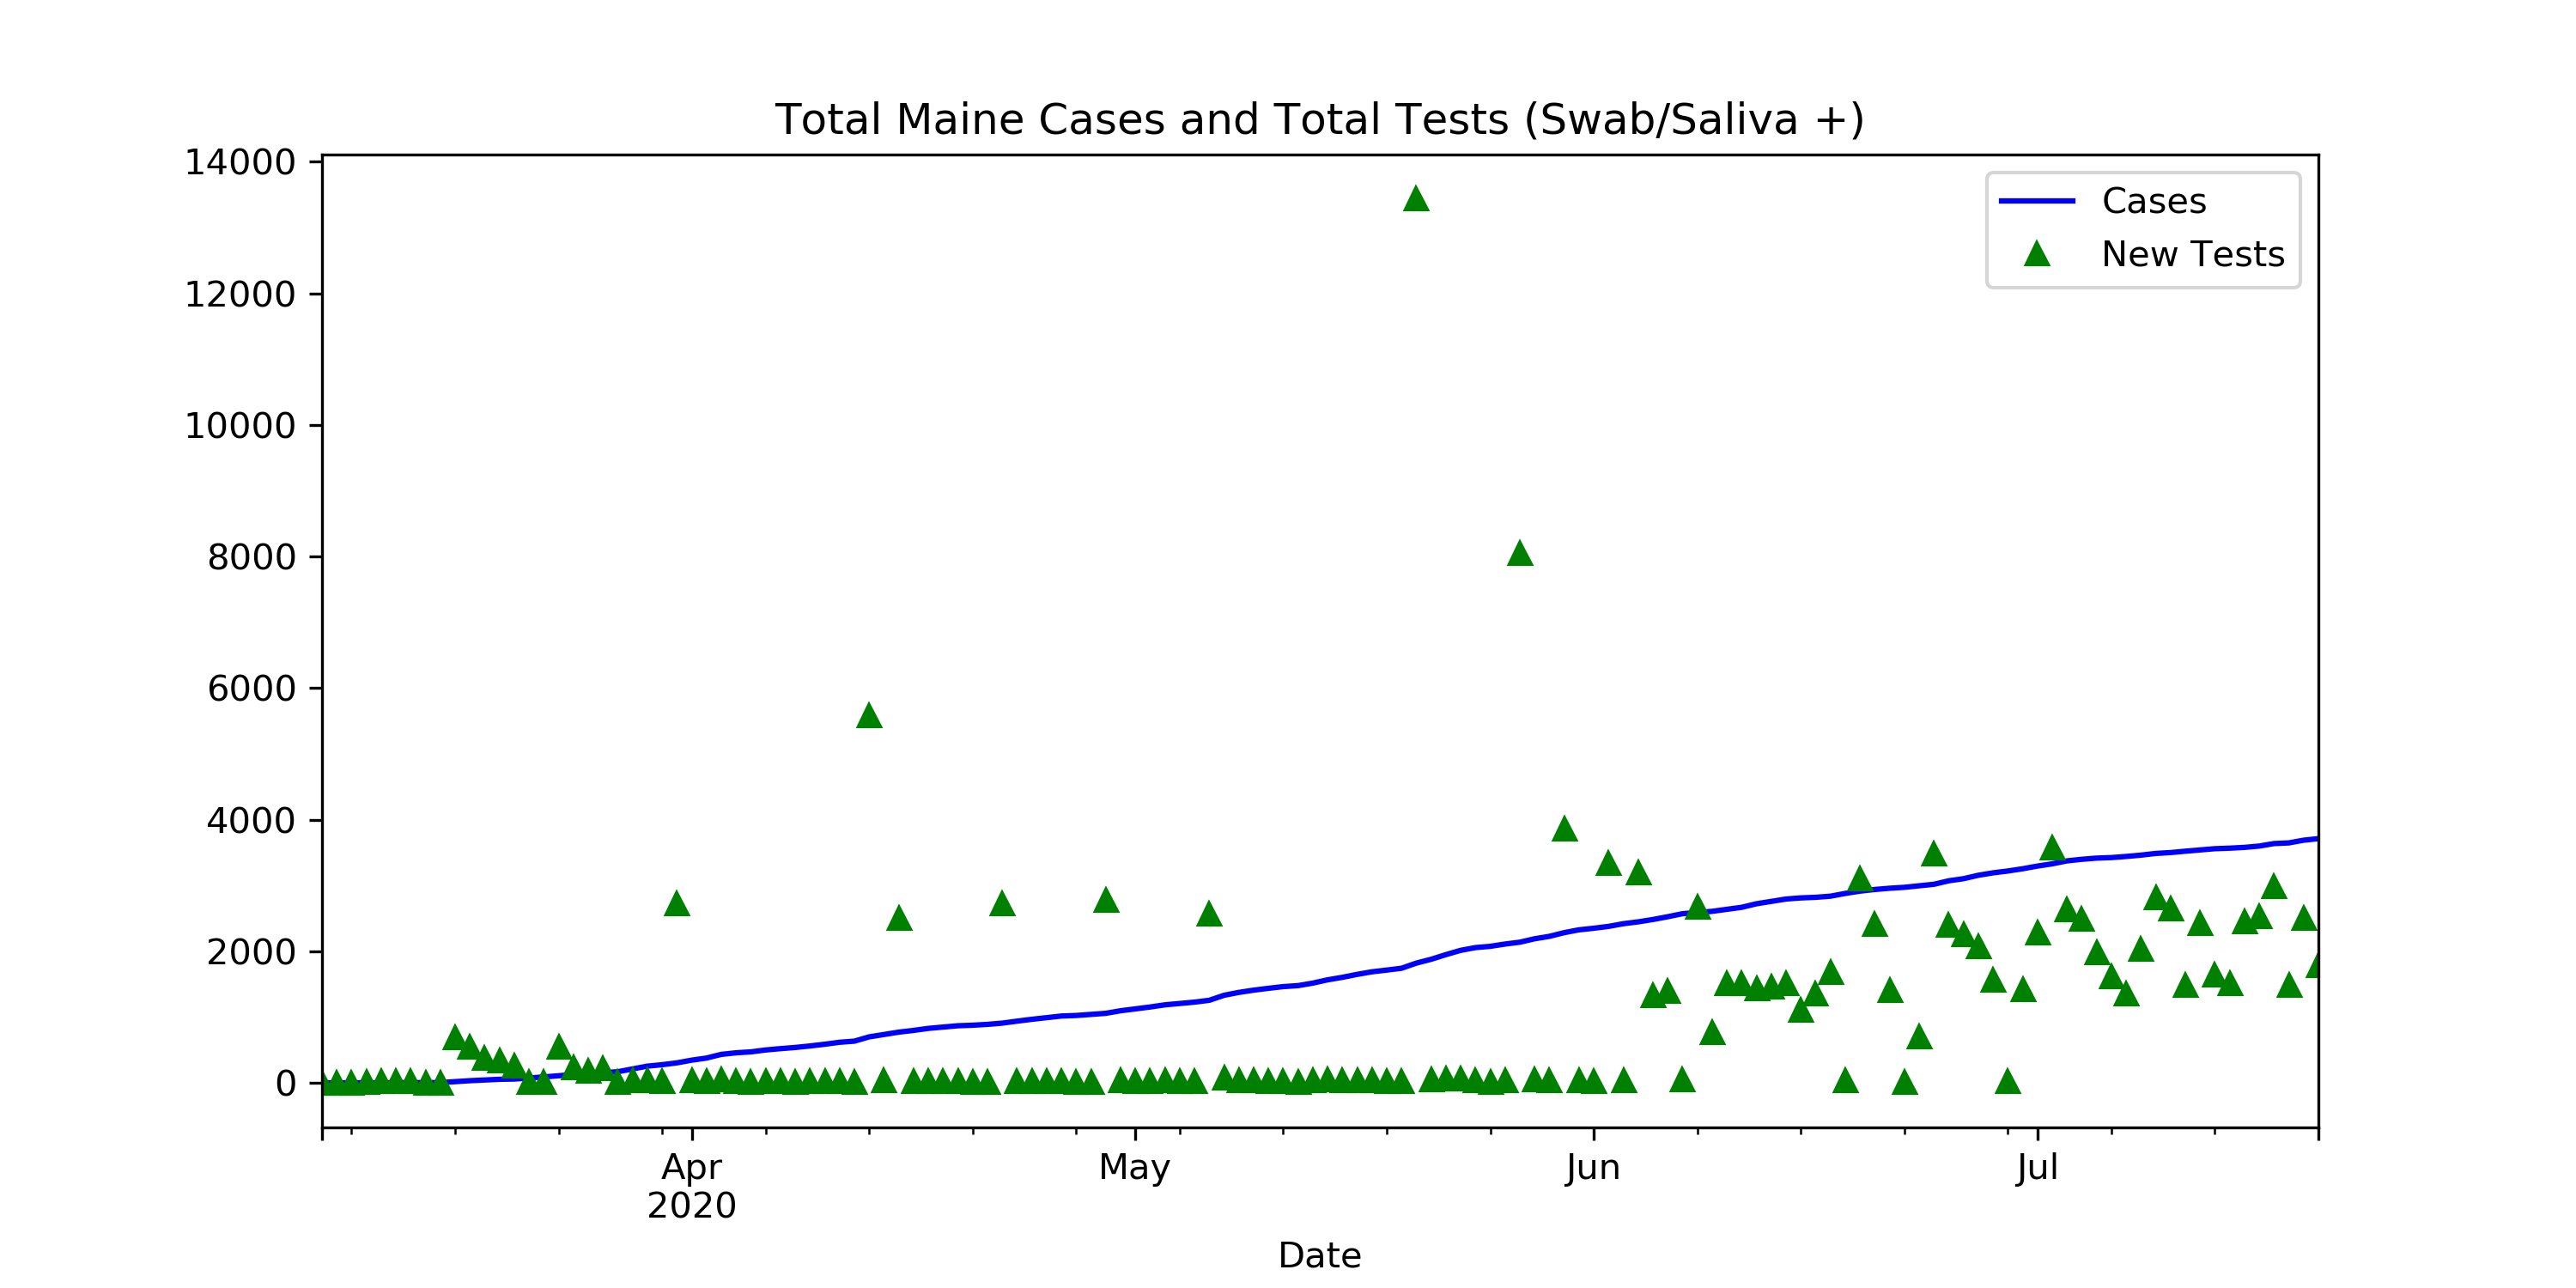 Total Maine Cases and Total Tests (Swab/Saliva +)
14000
12000
10000
8000
6000
4000
2000
0
Cases
New Tests
Apr
2020
May
Jun
Jul
Date